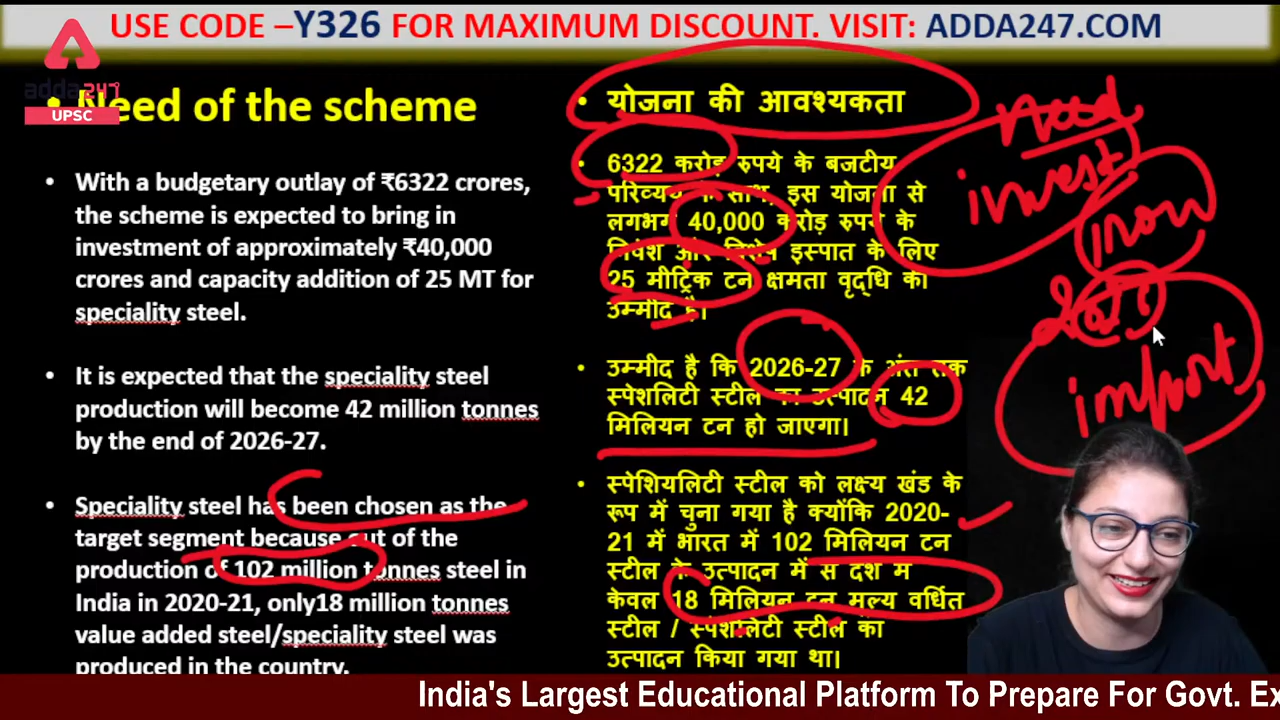 USE CODE –Y326 FOR MAXIMUM DISCOUNT. VISIT: ADDA247.COM
adda 247
UPSC
• Need of the scheme
• With a budgetary outlay of ₹6322 crores,
the scheme is expected to bring in
investment of approximately ₹40,000
crores and capacity addition of 25 MT for
speciality steel.
• It is expected that the speciality steel
production will become 42 million tonnes
by the end of 2026-27.
• Speciality steel has been chosen as the
target segment because out of the
production of 102 million tonnes steel in
India in 2020-21, only18 million tonnes
value added steel/speciality steel was
produced in the country.
• योजना की आवश्यकता
• 6322 करोड़ रुपये के बजटीय
परिव्यय के साथ, इस योजना से
लगभग 40,000 करोड़ रुपये के
निवेश और विशेष इस्पात के लिए
25 मीट्रिक टन क्षमता वृद्धि की
उम्मीद है।
• उम्मीद है कि 2026-27 के अंत तक
स्पेशलिटी स्टील का उत्पादन 42
मिलियन टन हो जाएगा।
• स्पेशियलिटी स्टील को लक्ष्य खंड के
रूप में चुना गया है क्योंकि 2020-
21 में भारत में 102 मिलियन टन
स्टील के उत्पादन में से देश में
केवल 18 मिलियन टन मूल्य वर्धित
स्टील / स्पेशलिटी स्टील का
उत्पादन किया गया था।
need
invest
iron
import
India's Largest Educational Platform To Prepare For Govt. Ex